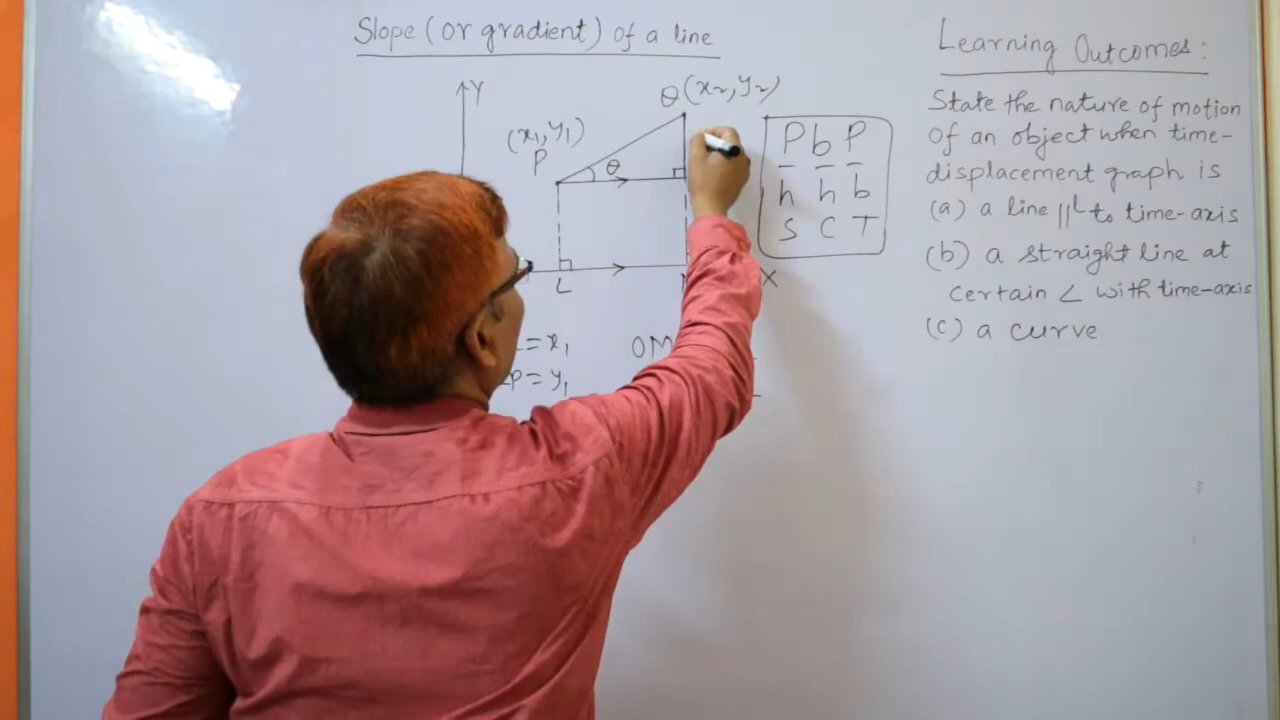 Slope (or gradient) of a line
Y
Q (x2, y2)
(x1, y1)
P
θ
L
X
= x1
OM
P = y1
P b P
h h b
S C T
Learning Outcomes:
State the nature of motion
of an object when time-
displacement graph is
(a) a line ||L to time-axis
(b) a straight line at
certain ∠ with time-axis
(c) a curve